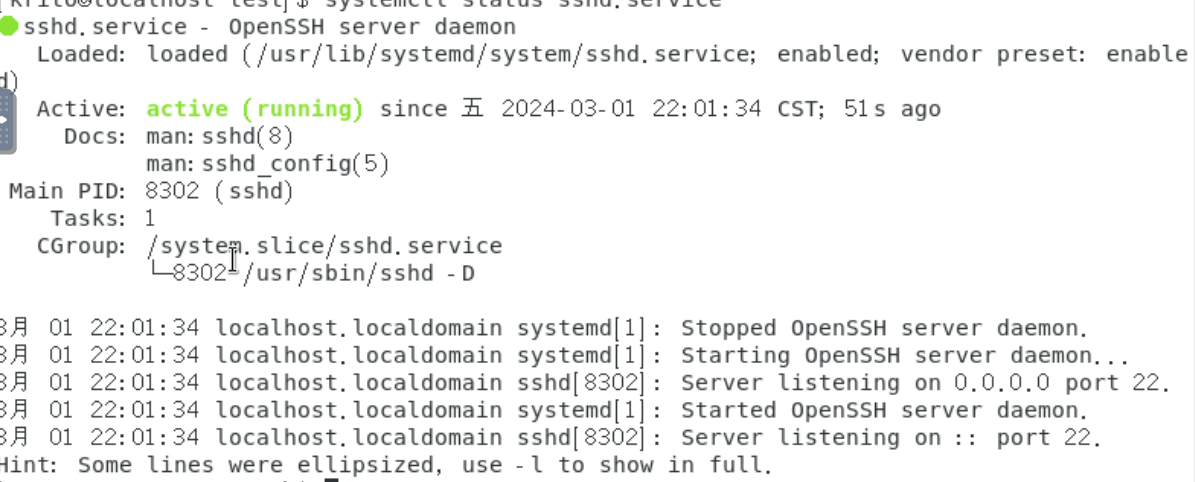 krito@localhost test]$ systemctl status sshd.service
sshd.service - OpenSSH server daemon
Loaded: loaded (/usr/lib/systemd/system/sshd.service; enabled; vendor preset: enable
d)
Active: active (running) since 五 2024-03-01 22:01:34 CST; 51s ago
Docs: man:sshd(8)
man:sshd_config(5)
Main PID: 8302 (sshd)
Tasks: 1
CGroup: /system.slice/sshd.service
└─8302 /usr/sbin/sshd -D
3月 01 22:01:34 localhost.localdomain systemd[1]: Stopped OpenSSH server daemon.
3月 01 22:01:34 localhost.localdomain systemd[1]: Starting OpenSSH server daemon...
3月 01 22:01:34 localhost.localdomain sshd[8302]: Server listening on 0.0.0.0 port 22.
3月 01 22:01:34 localhost.localdomain systemd[1]: Started OpenSSH server daemon.
3月 01 22:01:34 localhost.localdomain sshd[8302]: Server listening on :: port 22.
Hint: Some lines were ellipsized, use -l to show in full.